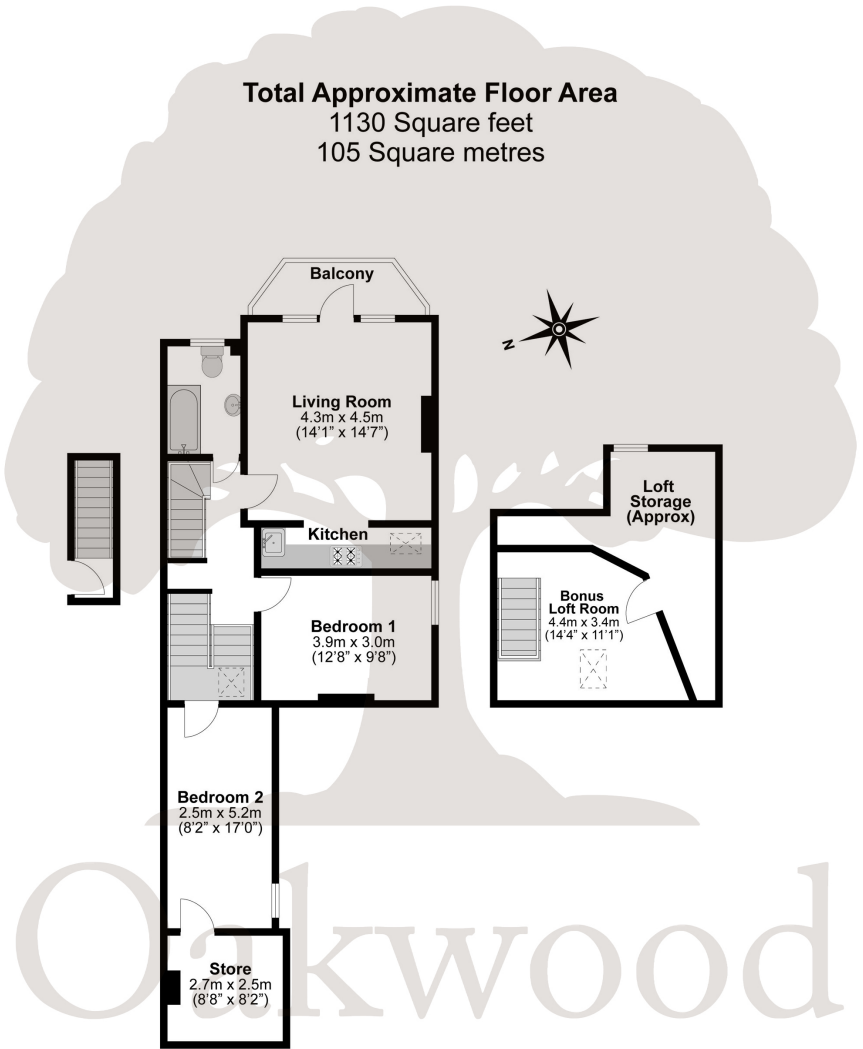 Total Approximate Floor Area
1130 Square feet
105 Square metres
Balcony
N
Living Room
4.3m x 4.5m
(14'1" x 14'7")
Kitchen
Loft
Storage
(Approx)
Bonus
Loft Room
4.4m x 3.4m
(14'4" x 11'1")
Bedroom 1
3.9m x 3.0m
(12'8" x 9'8")
Bedroom 2
2.5m x 5.2m
(8'2" x 17'0")
Oakwood
Store
2.7m x 2.5m
(8'8" x 8'2")